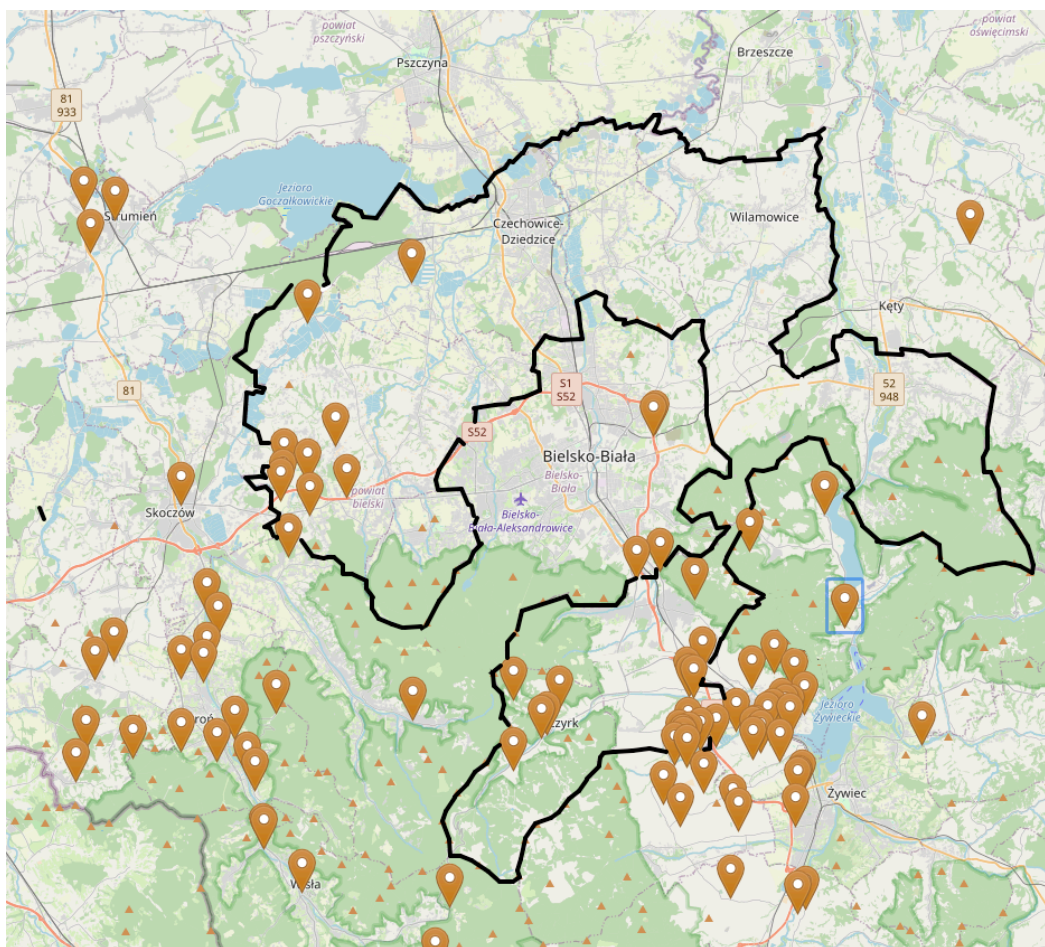 powiat
pszczyński
Pszczyna
Brzeszcze
powiat
oświęcimski
81
933
Jezioro
Goczałkowickie
Strumień
Czechowice-
Dziedzice
Wilamowice
Kęty
81
S1
S52
52
948
S52
Bielsko-Biała
Bielsko-
Biała
powiat
bielski
Bielsko-
Biała-Aleksandrowice
Skoczów
Jezioro
Żywieckie
Żywiec